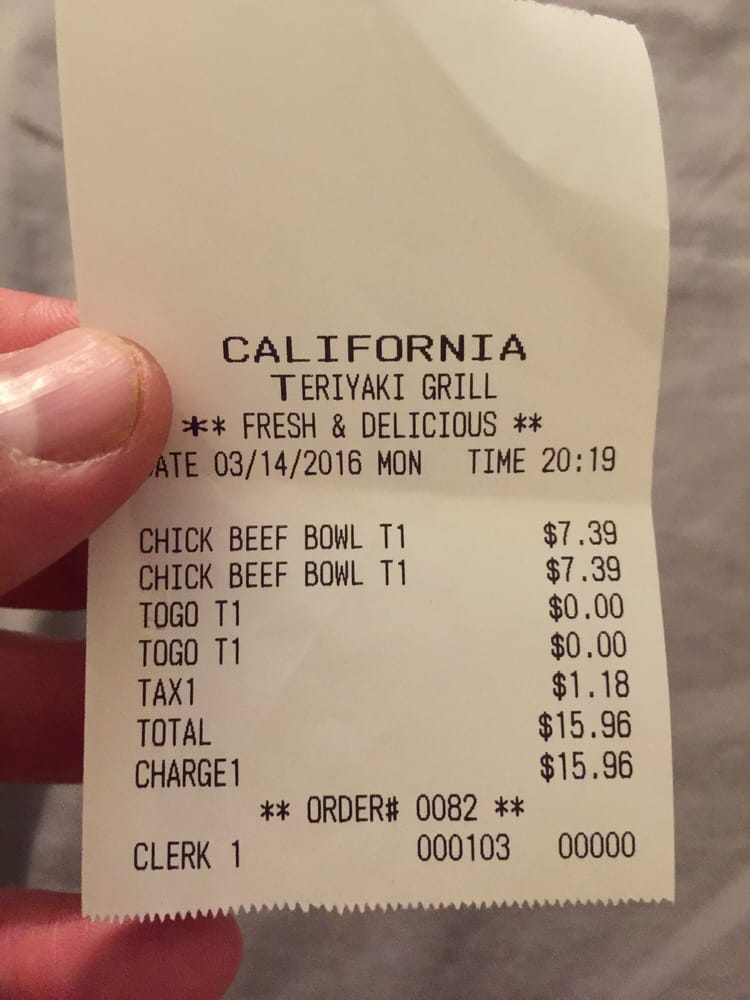 CALIFORNIA
TERIYAKI GRILL
** FRESH & DELICIOUS **
DATE 03/14/2016 MON TIME 20:19
CHICK BEEF BOWL T1 $7.39
CHICK BEEF BOWL T1 $7.39
TOGO T1 $0.00
TOGO T1 $0.00
TAX1 $1.18
TOTAL $15.96
CHARGE1 $15.96
** ORDER# 0082 **
CLERK 1 000103 00000